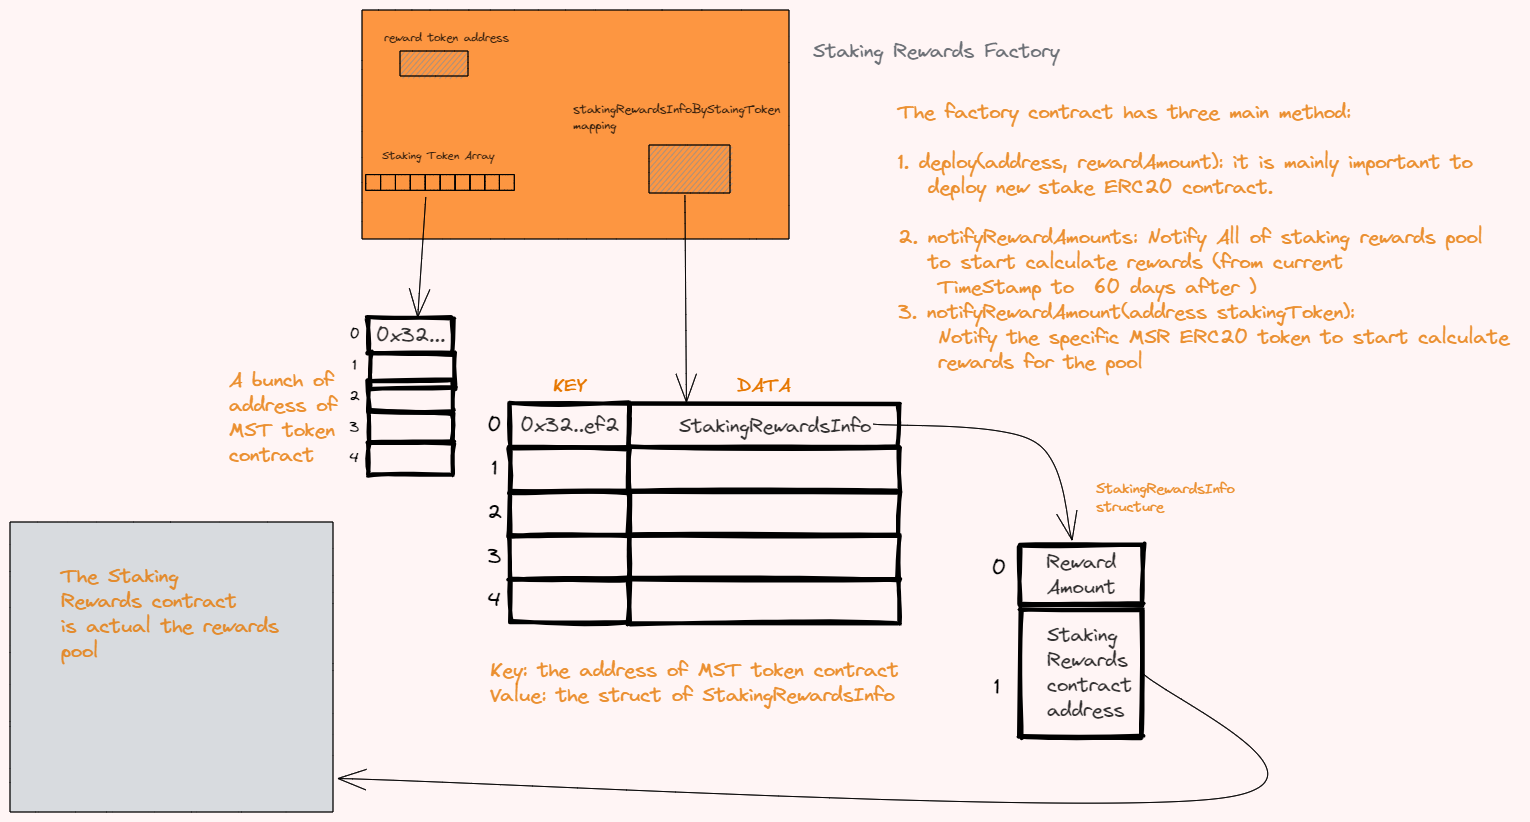 reward token address
Staking Rewards Factory
stakingRewardsInfoByStaingToken
mapping
Staking Token Array
The factory contract has three main method:
1. deploy(address, rewardAmount): it is mainly important to
deploy new stake ERC20 contract.
2. notifyRewardAmounts: Notify All of staking rewards pool
to start calculate rewards (from current
TimeStamp to 60 days after )
3. notifyRewardAmount(address stakingToken):
Notify the specific MSR ERC20 token to start calculate
rewards for the pool
A bunch of
address of
MST token
contract
0 0x32...
1
2
3
4
KEY DATA
0 0x32..ef2 StakingRewardsInfo
1
2
3
4
Key: the address of MST token contract
Value: the struct of StakingRewardsInfo
StakingRewardsInfo
structure
0 Reward
Amount
1 Staking
Rewards
contract
address
The Staking
Rewards contract
is actual the rewards
pool